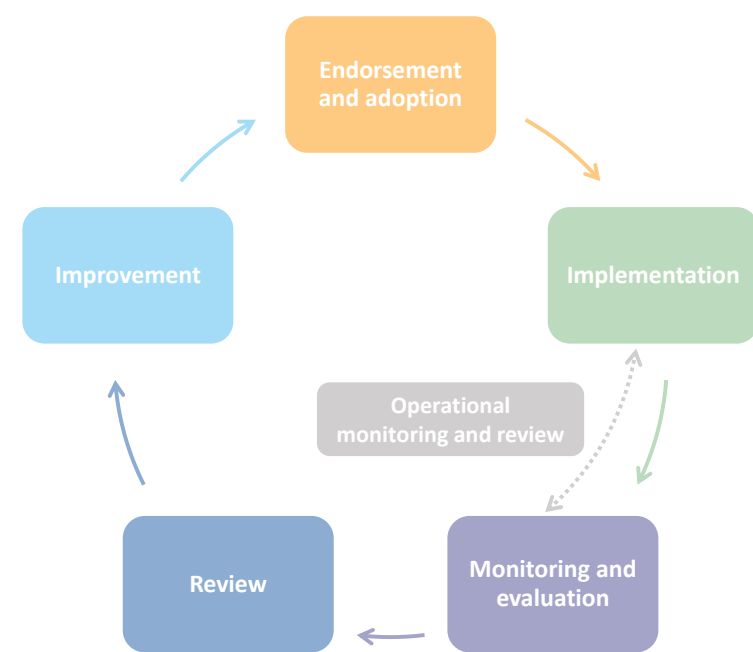 Endorsement
and adoption
Improvement
Implementation
Operational
monitoring and review
Review
Monitoring and
evaluation